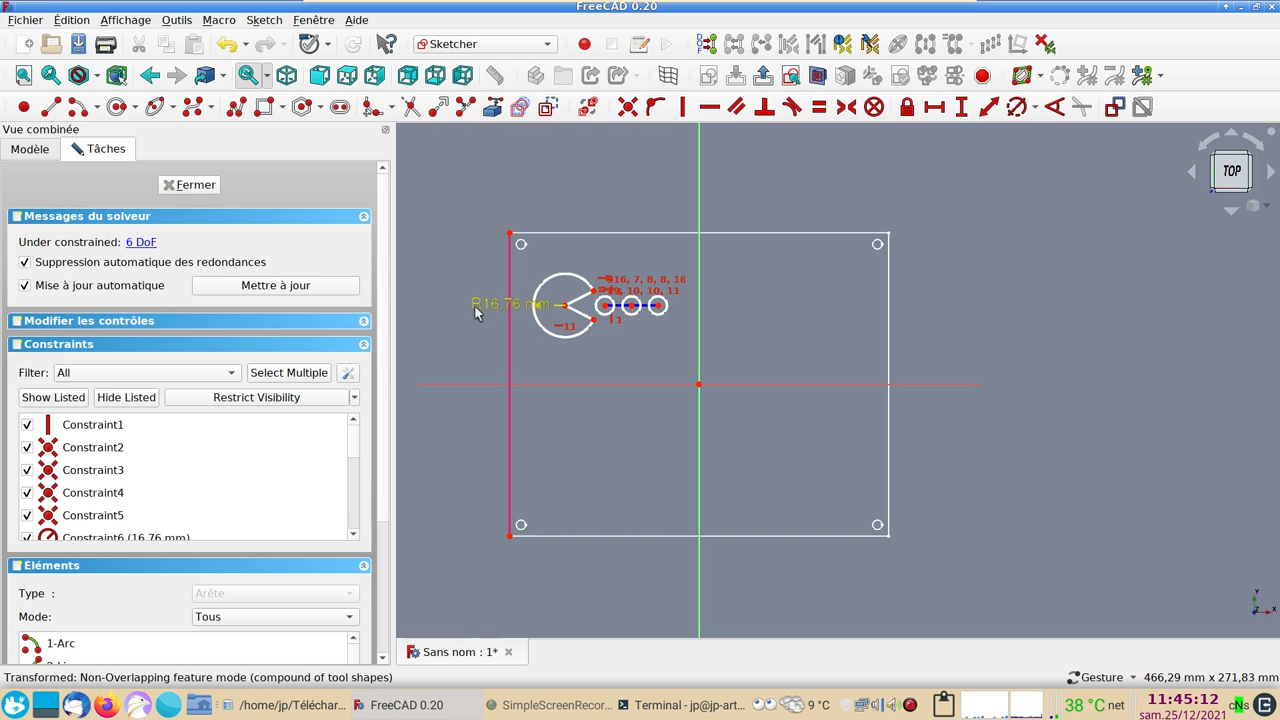 FreeCAD 0.20
Fichier Édition Affichage Outils Macro Sketch Fenêtre Aide
Sketcher
Vue combinée
Modèle Tâches
Fermer
Messages du solveur
Under constrained: 6 DoF
Suppression automatique des redondances
Mise à jour automatique Mettre à jour
Modifier les contrôles
Constraints
Filter: All Select Multiple
Show Listed Hide Listed Restrict Visibility
Constraint1
Constraint2
Constraint3
Constraint4
Constraint5
Constraint6 (16.76 mm)
Eléments
Type : Arête
Mode: Tous
1-Arc
TOP
16, 7, 8, 8, 16
10, 10, 11
R16,76 mm
11
1
Y
X
Sans nom : 1*
Transformed: Non-Overlapping feature mode (compound of tool shapes) Gesture 466,29 mm x 271,83 mm
/home/jp/Téléchar... FreeCAD 0.20 SimpleScreenRecor... Terminal - jp@jp-art... 9 °C 38 °C net 11:45:12 cNs
sam.25/12/2021